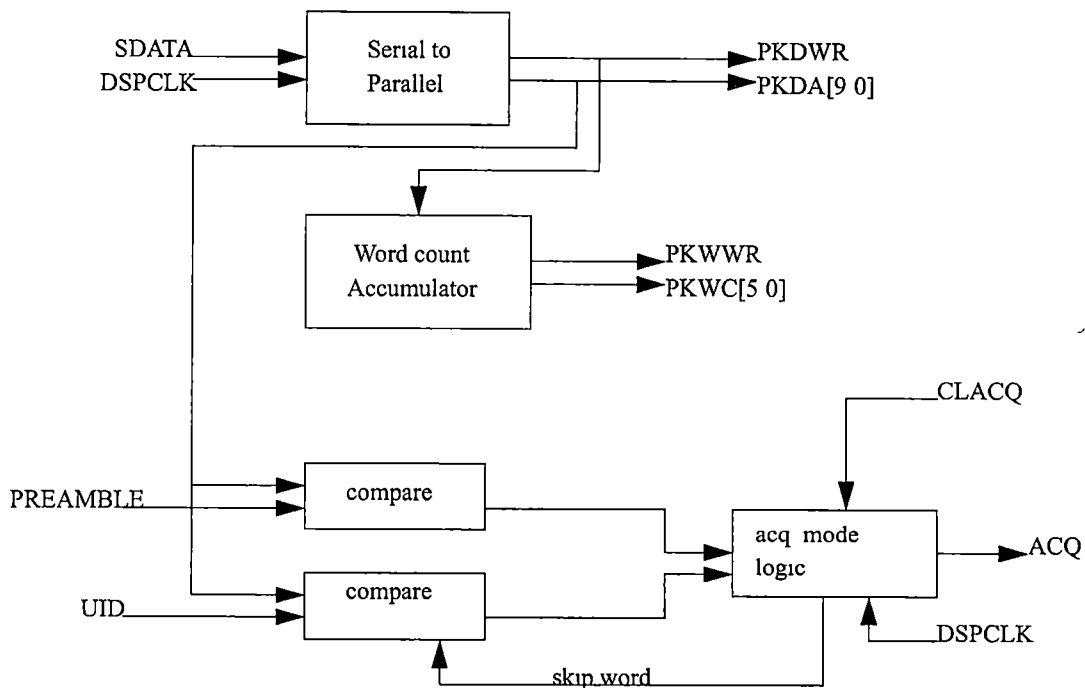 SDATA
DSPCLK
Serial to
Parallel
PKDWR
PKDA[9 0]
Word count
Accumulator
PKWWR
PKWC[5 0]
CLACQ
PREAMBLE
compare
acq mode
logic
ACQ
UID
compare
DSPCLK
skip word